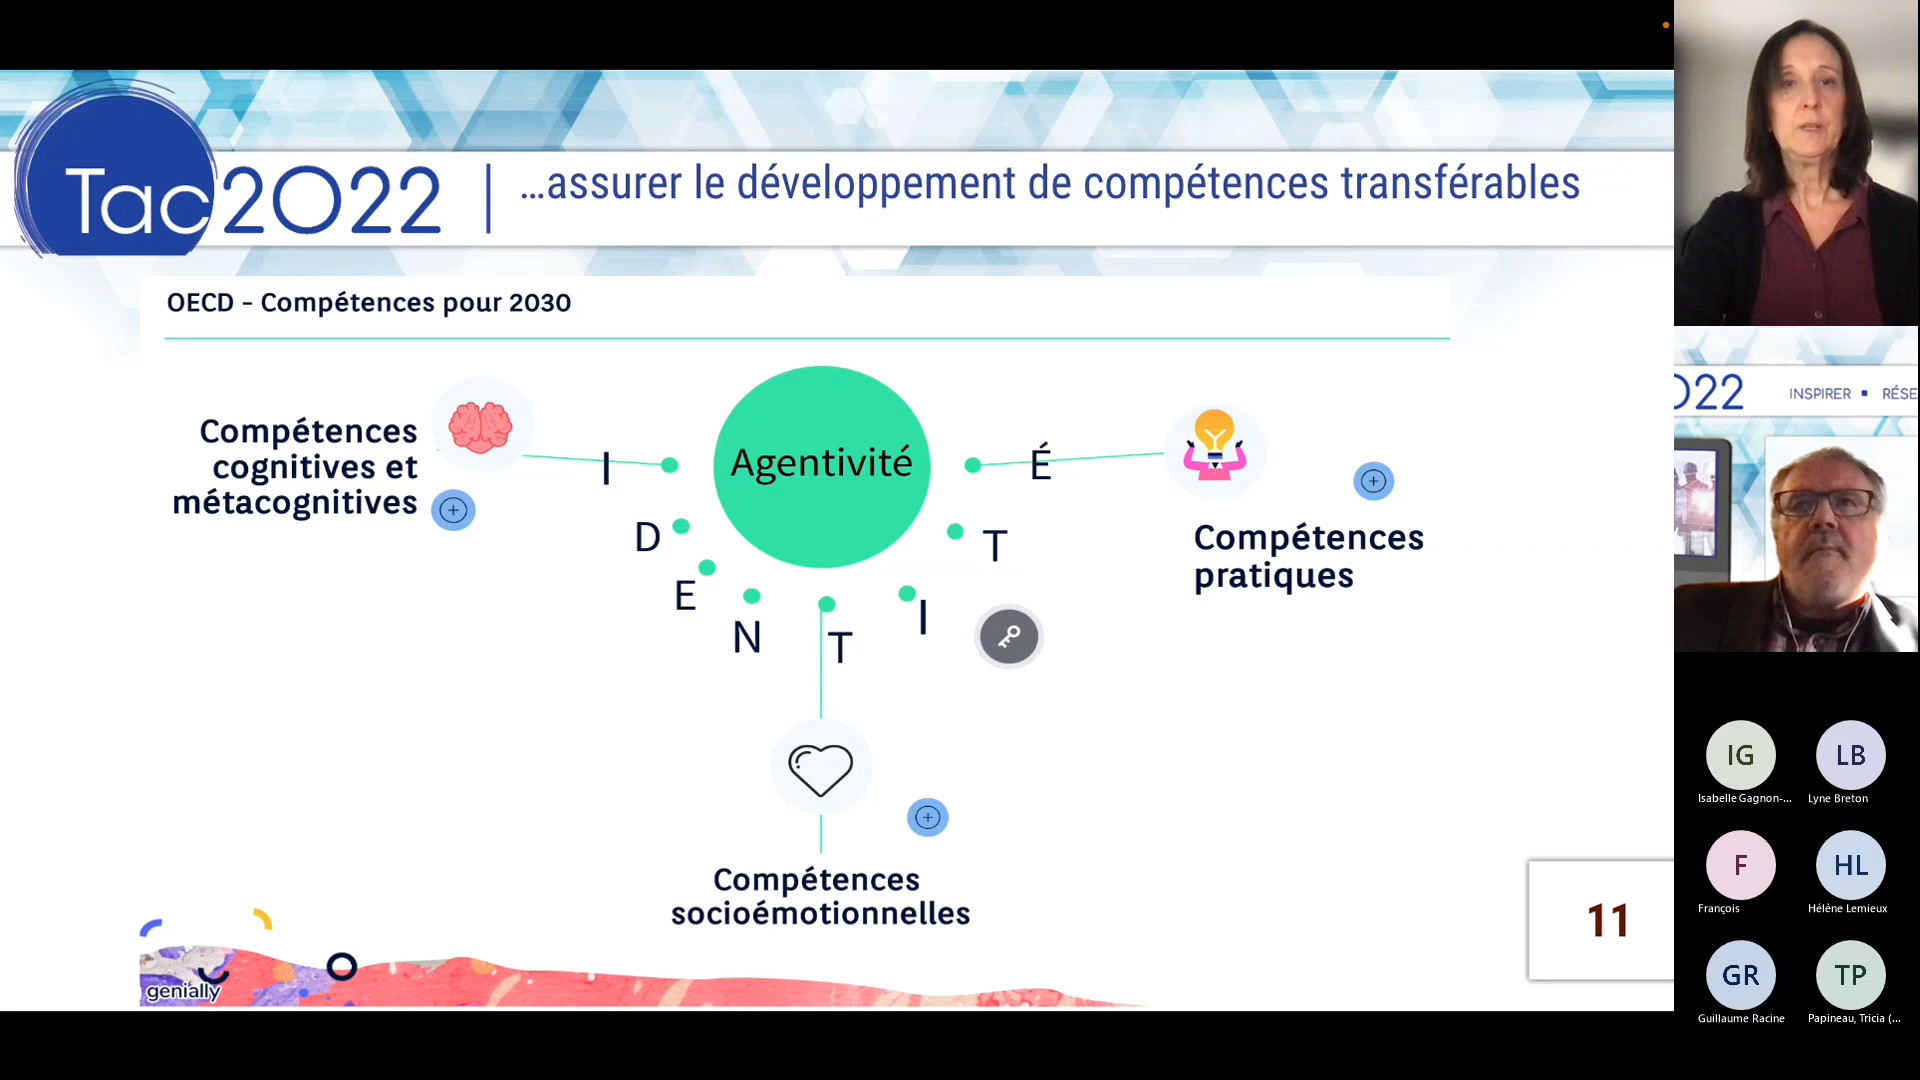 Tac2022
...assurer le développement de compétences transférables
OECD - Compétences pour 2030
Compétences
cognitives et
métacognitives
Agentivité
I
D
E
N
T
I
T
É
Compétences
pratiques
Compétences
socioémotionnelles
11
genially
022
INSPIRER ▪ RÉSE
IG
Isabelle Gagnon-...
LB
Lyne Breton
F
François
HL
Hélène Lemieux
GR
Guillaume Racine
TP
Papineau, Tricia (...